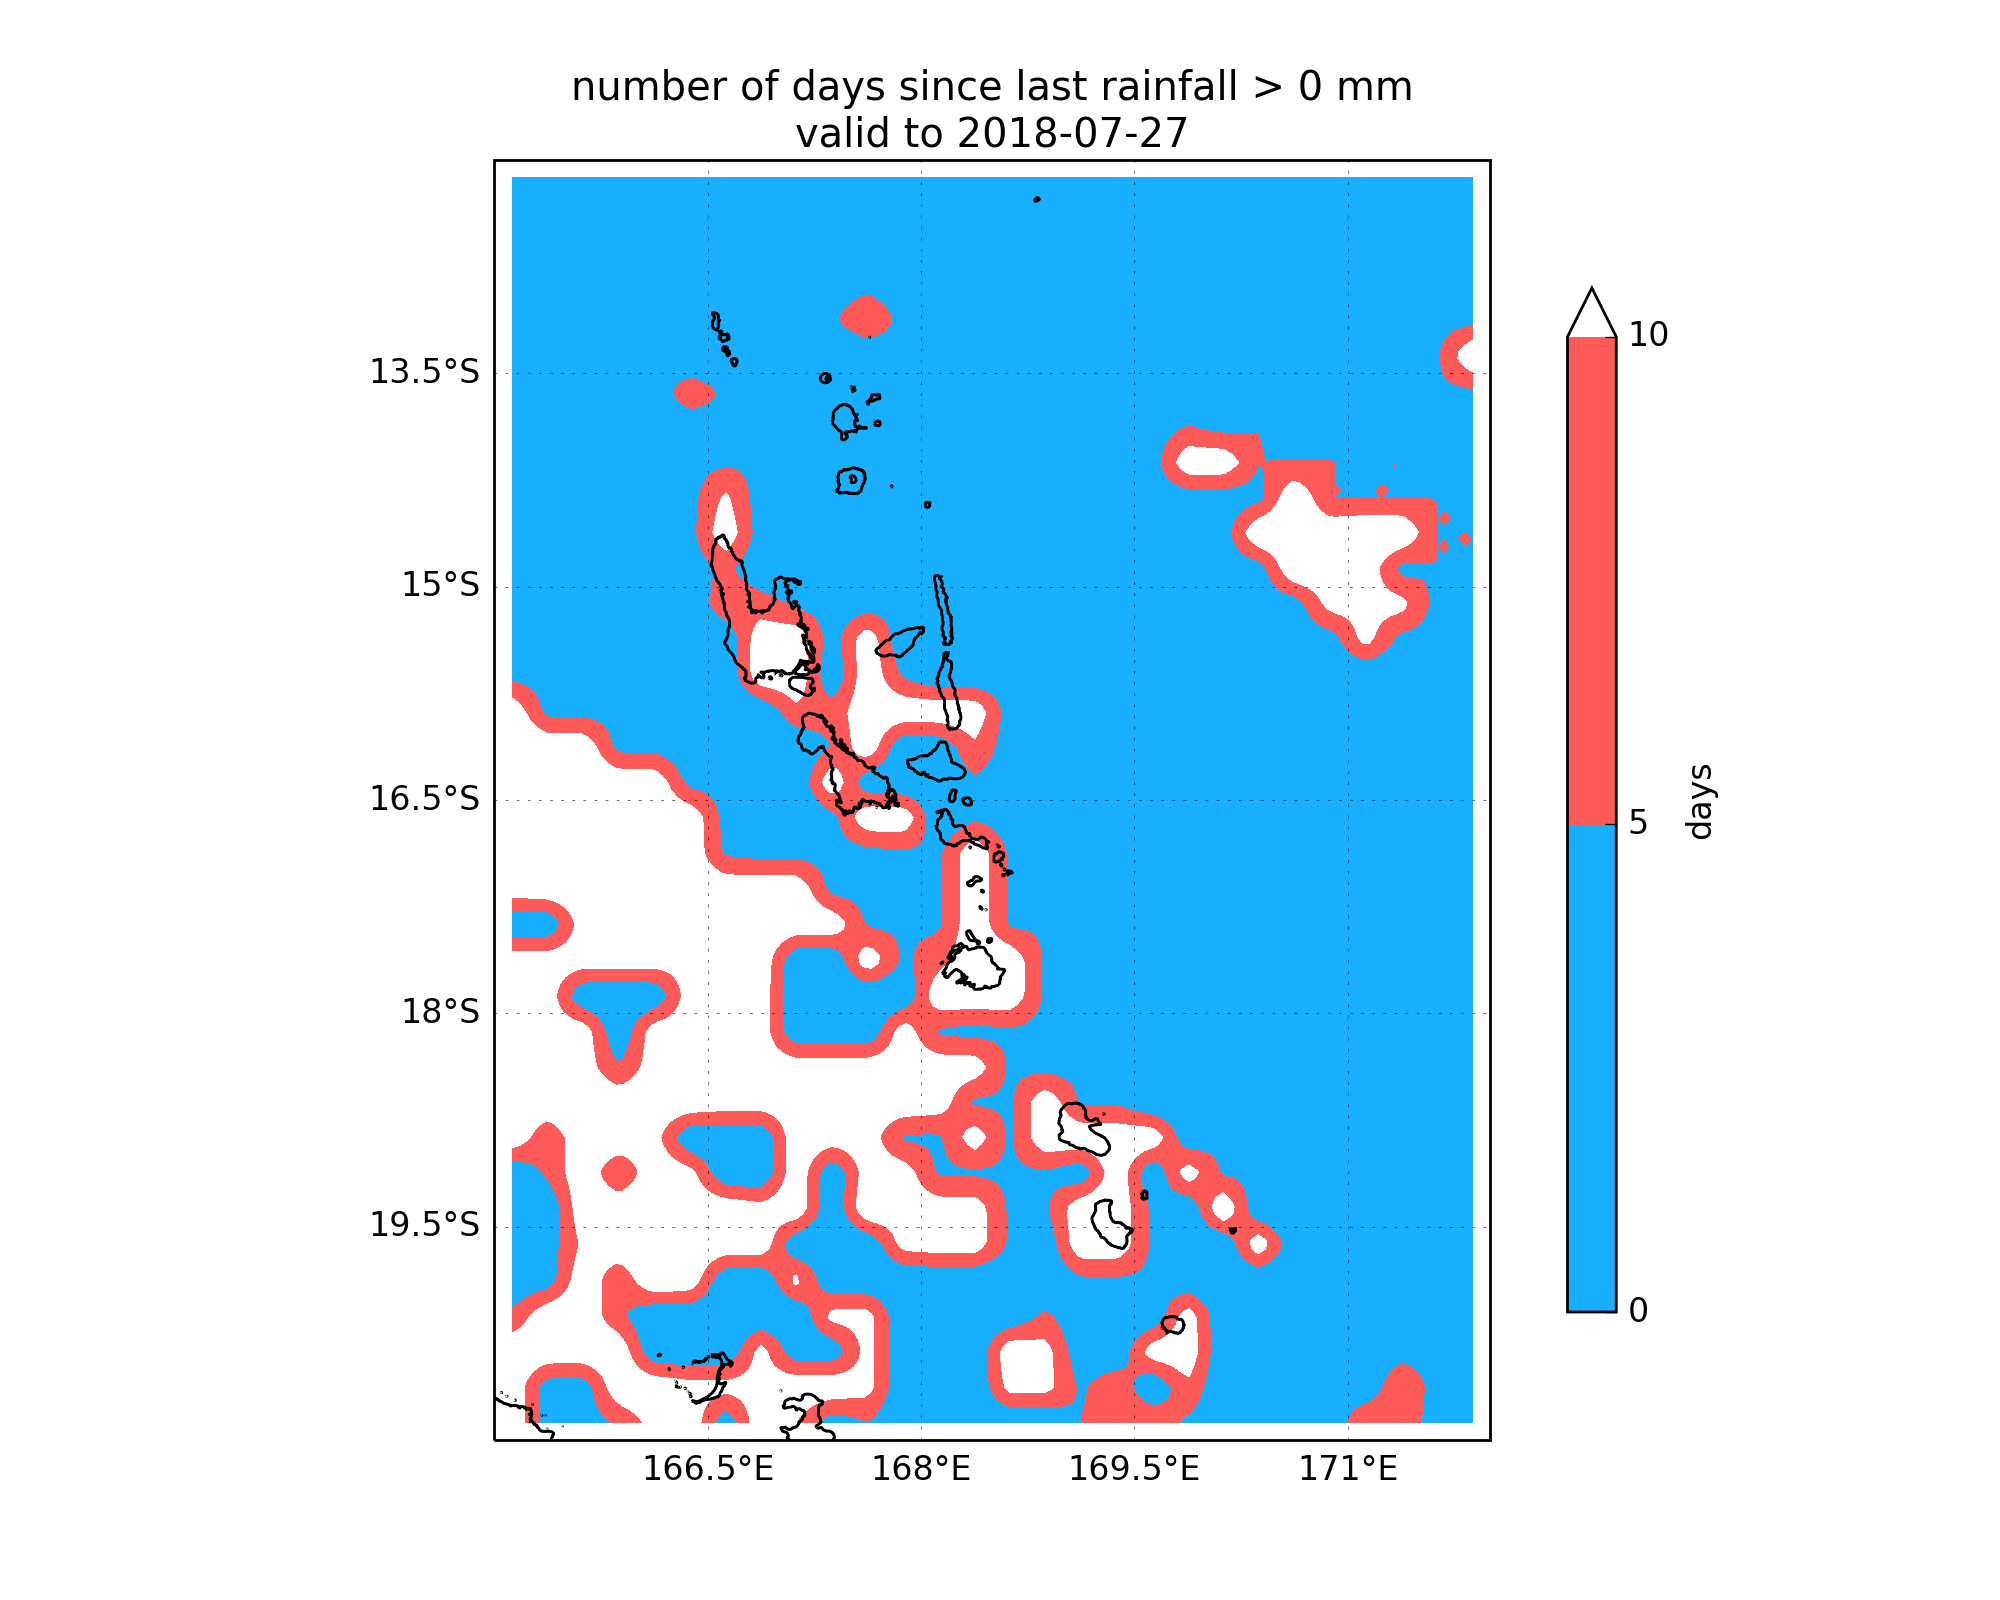 number of days since last rainfall > 0 mm
valid to 2018-07-27
13.5°S
15°S
16.5°S
18°S
19.5°S
166.5°E
168°E
169.5°E
171°E
10
5
0
days